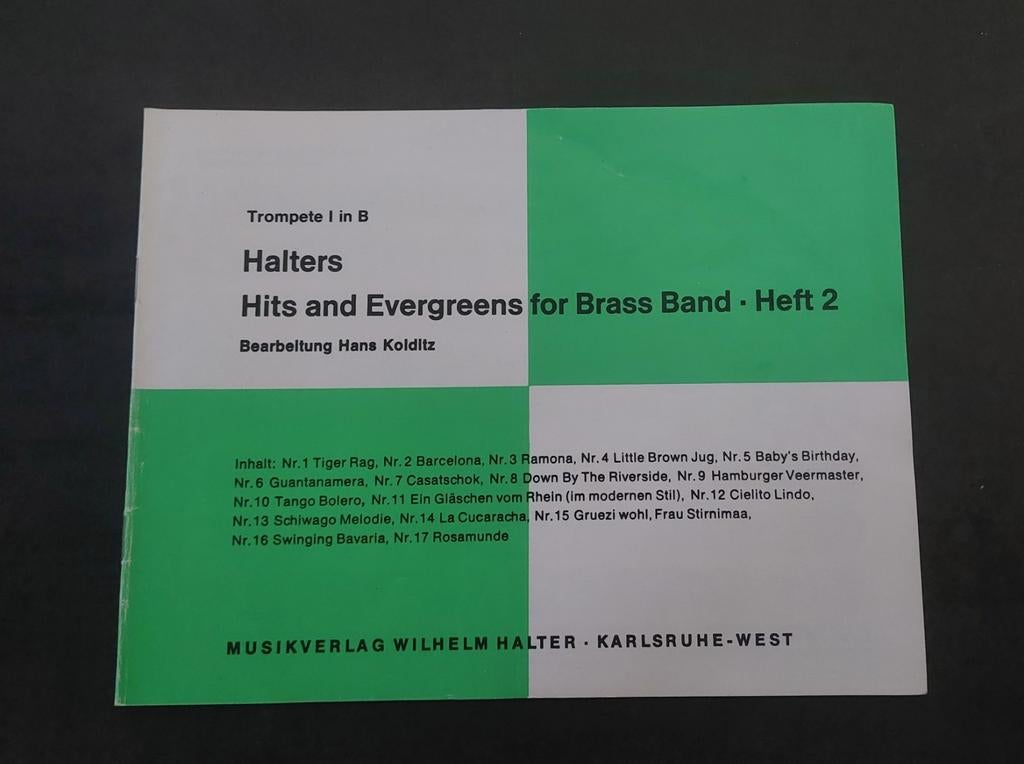 Trompete I in B
Halters
Hits and Evergreens for Brass Band · Heft 2
Bearbeitung Hans Kolditz
Inhalt: Nr.1 Tiger Rag, Nr.2 Barcelona, Nr.3 Ramona, Nr.4 Little Brown Jug, Nr.5 Baby's Birthday,
Nr.6 Guantanamera, Nr.7 Casatschok, Nr.8 Down By The Riverside, Nr.9 Hamburger Veermaster,
Nr.10 Tango Bolero, Nr.11 Ein Gläschen vom Rhein (im modernen Stil), Nr.12 Cielito Lindo,
Nr.13 Schiwago Melodie, Nr.14 La Cucaracha, Nr.15 Gruezi wohl, Frau Stirnimaa,
Nr.16 Swinging Bavaria, Nr.17 Rosamunde
MUSIKVERLAG WILHELM HALTER · KARLSRUHE-WEST